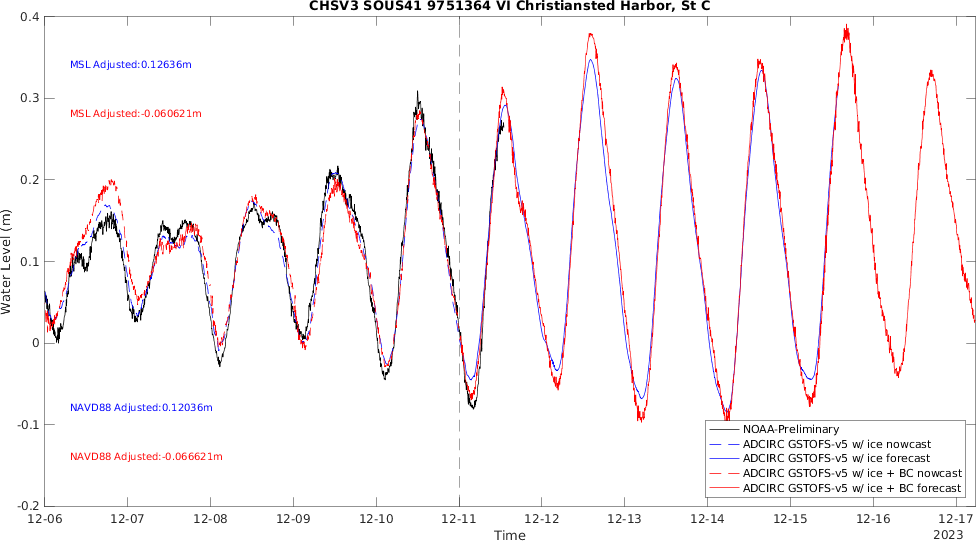 CHSV3 SOUS41 9751364 VI Christiansted Harbor, St C
0.4
0.3
0.2
0.1
0
-0.1
-0.2
Water Level (m)
MSL Adjusted:0.12636m
MSL Adjusted:-0.060621m
NAVD88 Adjusted:0.12036m
NAVD88 Adjusted:-0.066621m
NOAA-Preliminary
ADCIRC GSTOFS-v5 w/ ice nowcast
ADCIRC GSTOFS-v5 w/ ice forecast
ADCIRC GSTOFS-v5 w/ ice + BC nowcast
ADCIRC GSTOFS-v5 w/ ice + BC forecast
12-06 12-07 12-08 12-09 12-10 12-11 12-12 12-13 12-14 12-15 12-16 12-17
Time
2023